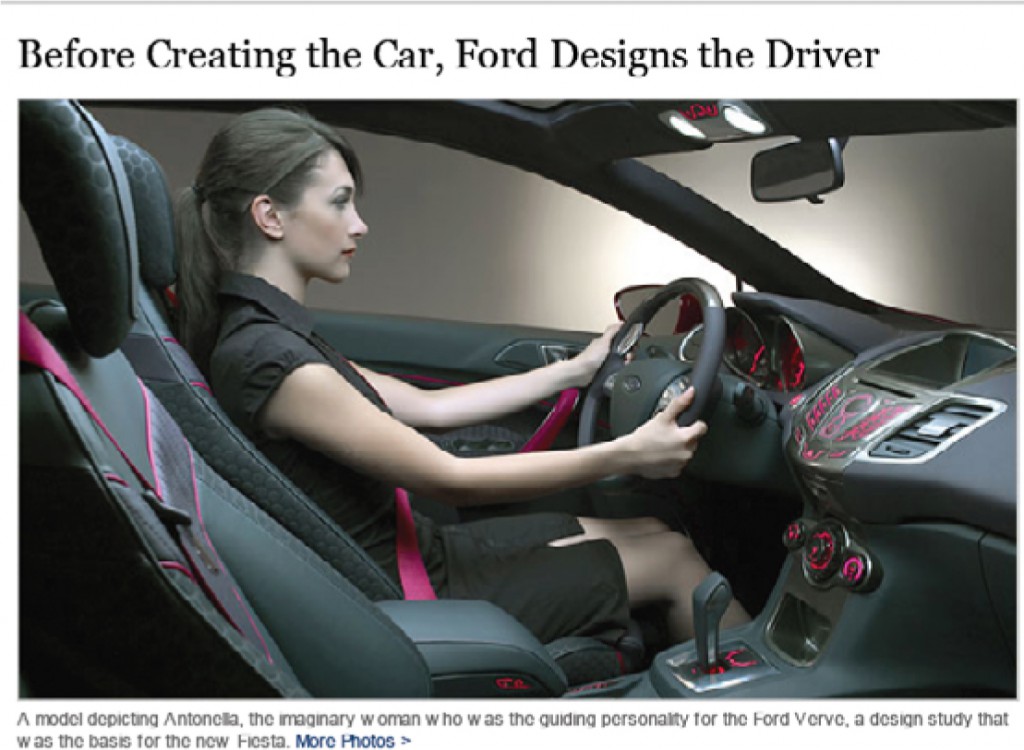 Before Creating the Car, Ford Designs the Driver
A model depicting Antonella, the imaginary woman who was the guiding personality for the Ford Verve, a design study that
was the basis for the new Fiesta. More Photos >